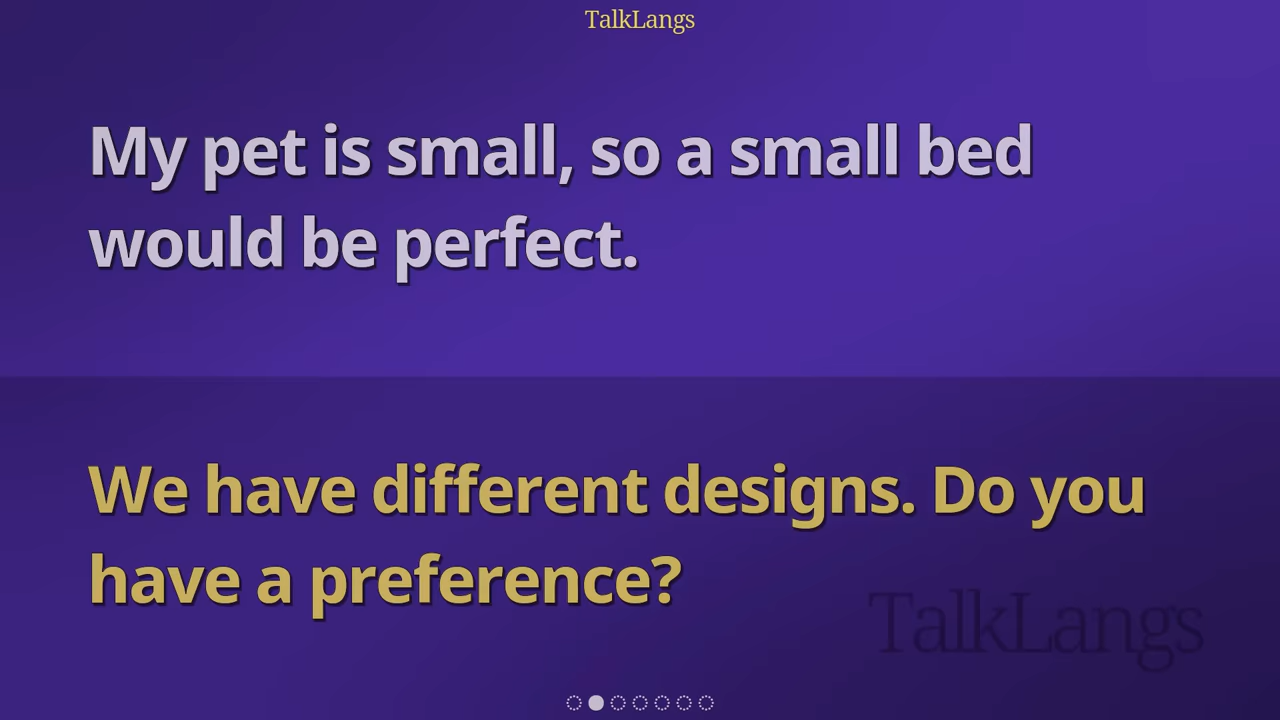 TalkLangs
My pet is small, so a small bed
would be perfect.
We have different designs. Do you
have a preference?
TalkLangs